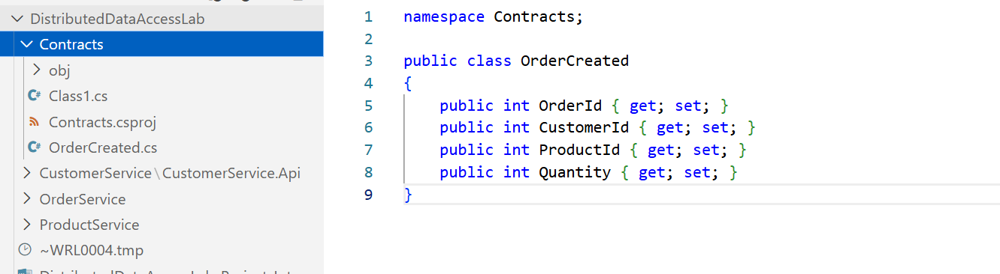 DistributedDataAccessLab
Contracts
obj
Class1.cs
Contracts.csproj
OrderCreated.cs
CustomerService\CustomerService.Api
OrderService
ProductService
~WRL0004.tmp
1 namespace Contracts;
2
3 public class OrderCreated
4 {
5 public int OrderId { get; set; }
6 public int CustomerId { get; set; }
7 public int ProductId { get; set; }
8 public int Quantity { get; set; }
9 }